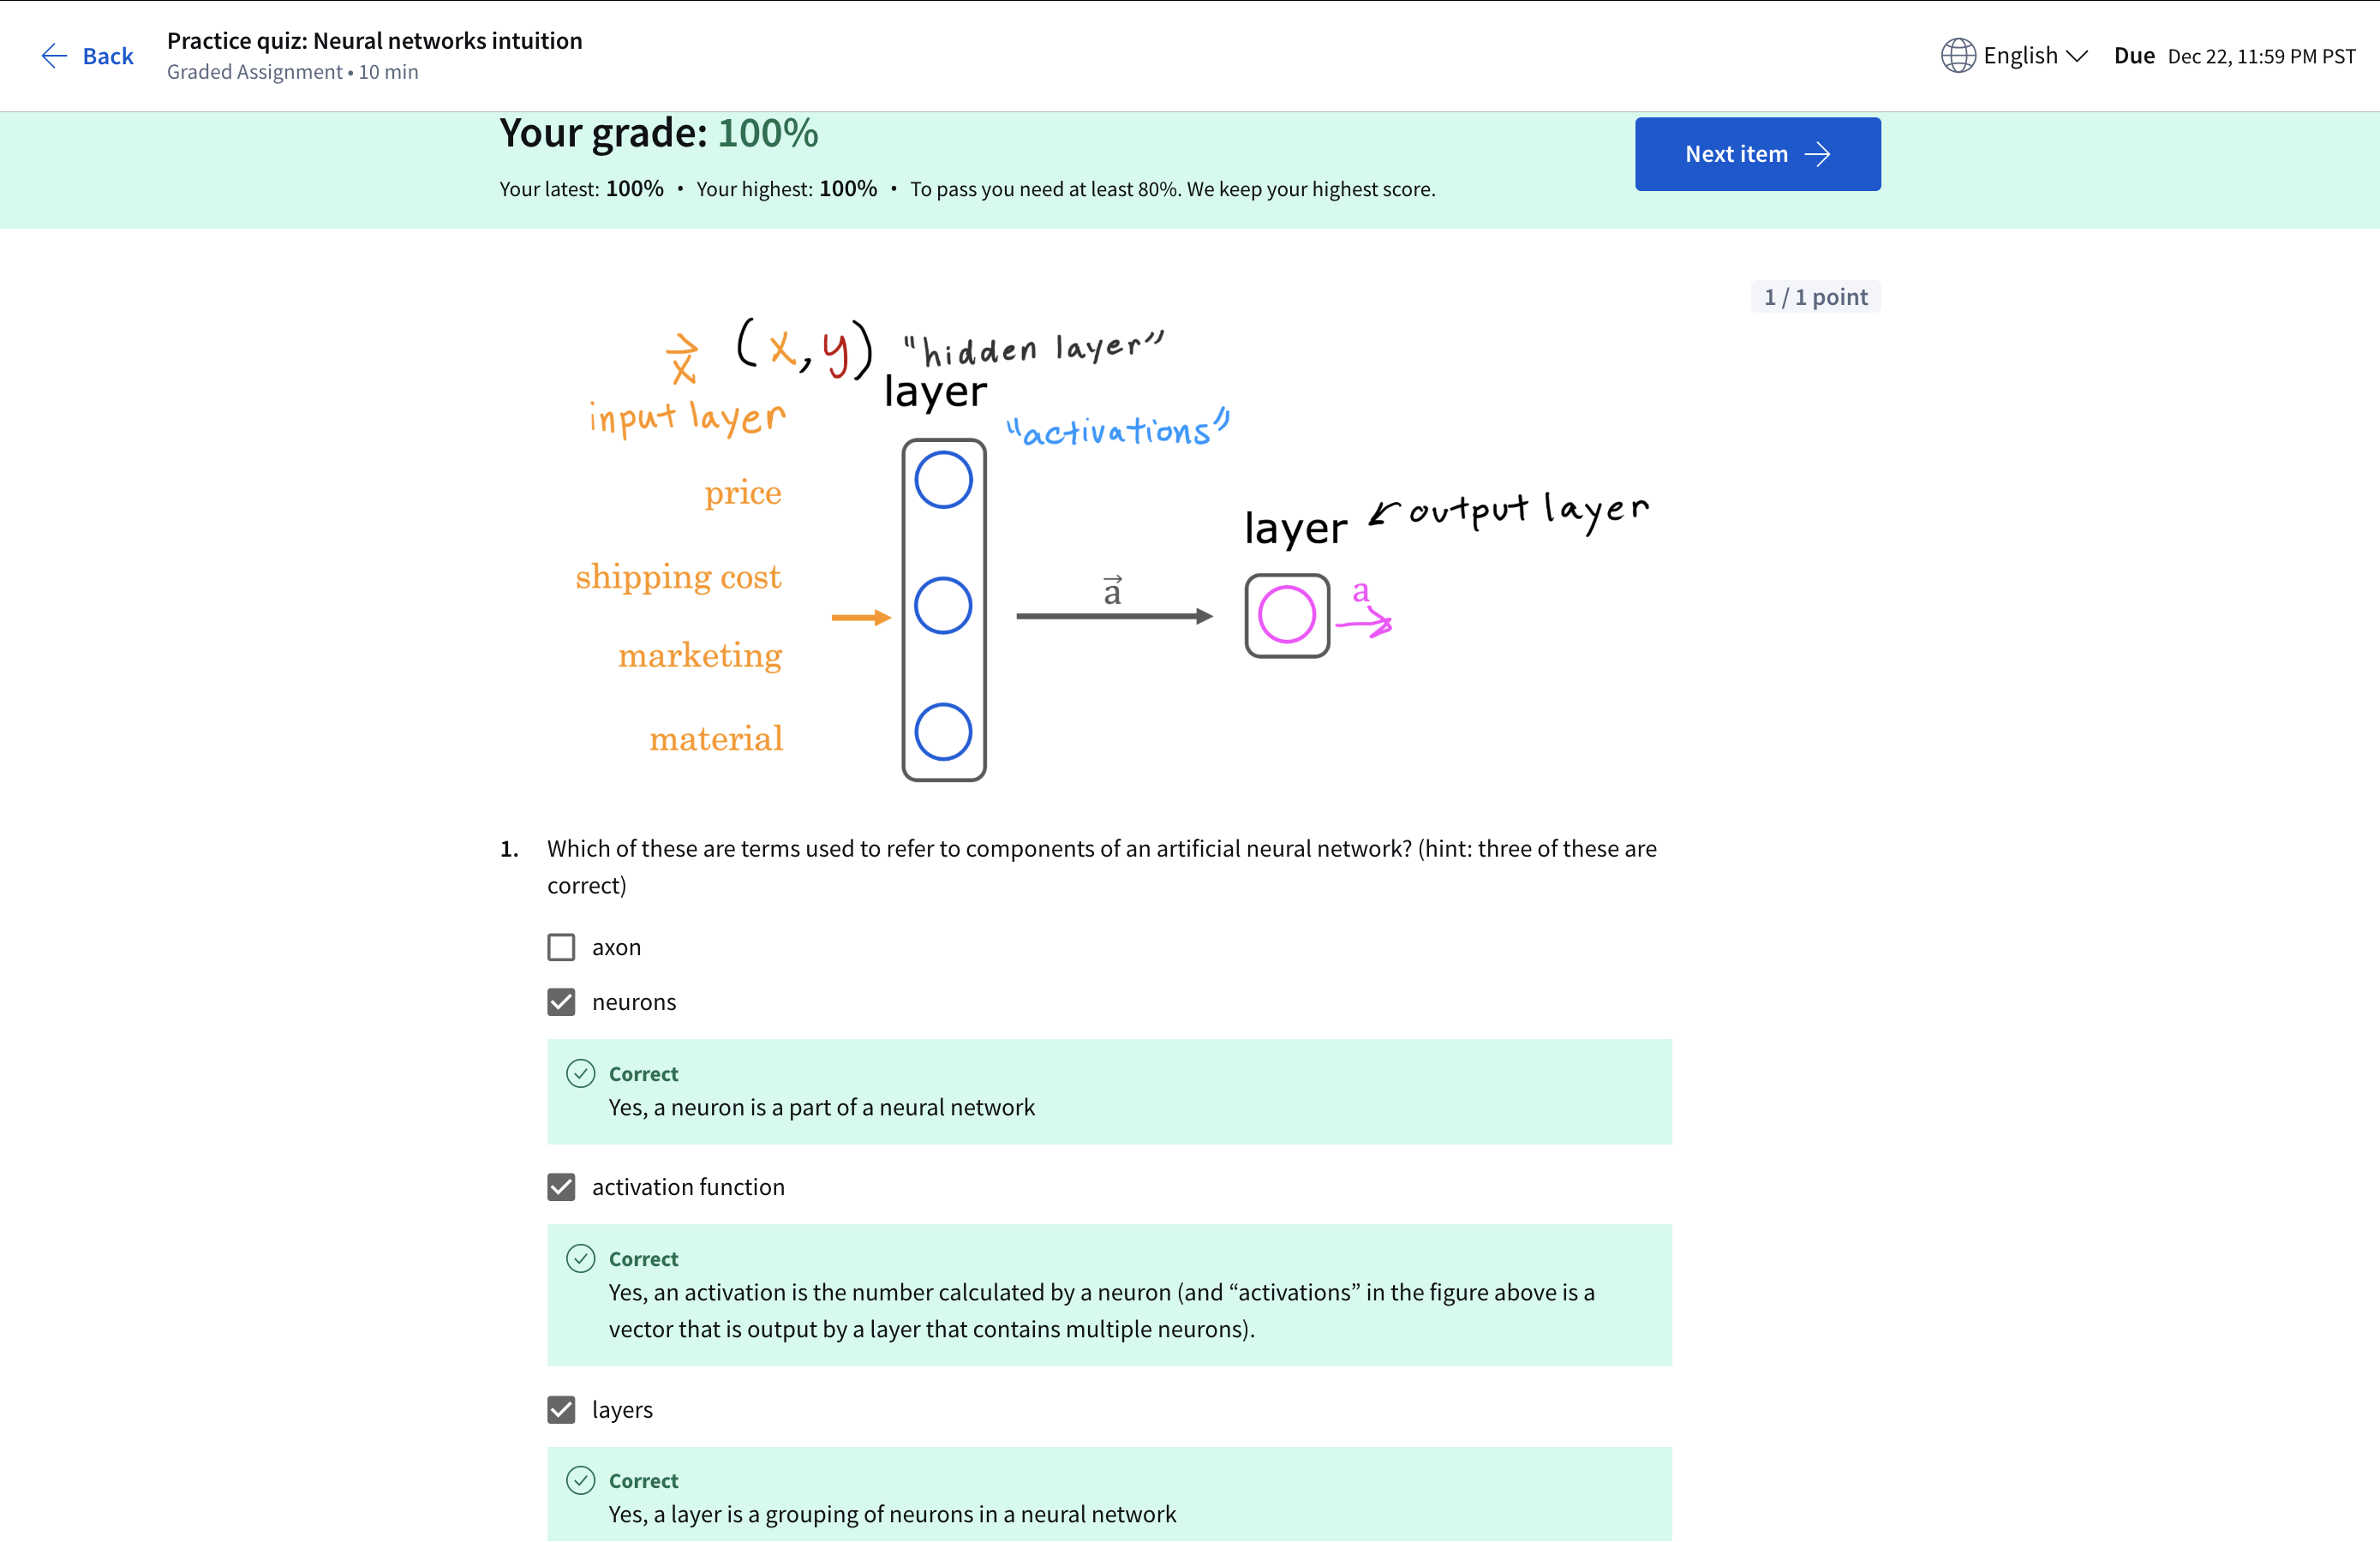 Back
Practice quiz: Neural networks intuition
Graded Assignment • 10 min
English
Due Dec 22, 11:59 PM PST
Your grade: 100%
Your latest: 100% • Your highest: 100% • To pass you need at least 80%. We keep your highest score.
Next item
1 / 1 point
x⃗ (x,y) "hidden layer"
layer
input layer
"activations"
price
layer
output layer
shipping cost
a⃗
a
marketing
material
1. Which of these are terms used to refer to components of an artificial neural network? (hint: three of these are
correct)
axon
neurons
Correct
Yes, a neuron is a part of a neural network
activation function
Correct
Yes, an activation is the number calculated by a neuron (and “activations” in the figure above is a
vector that is output by a layer that contains multiple neurons).
layers
Correct
Yes, a layer is a grouping of neurons in a neural network